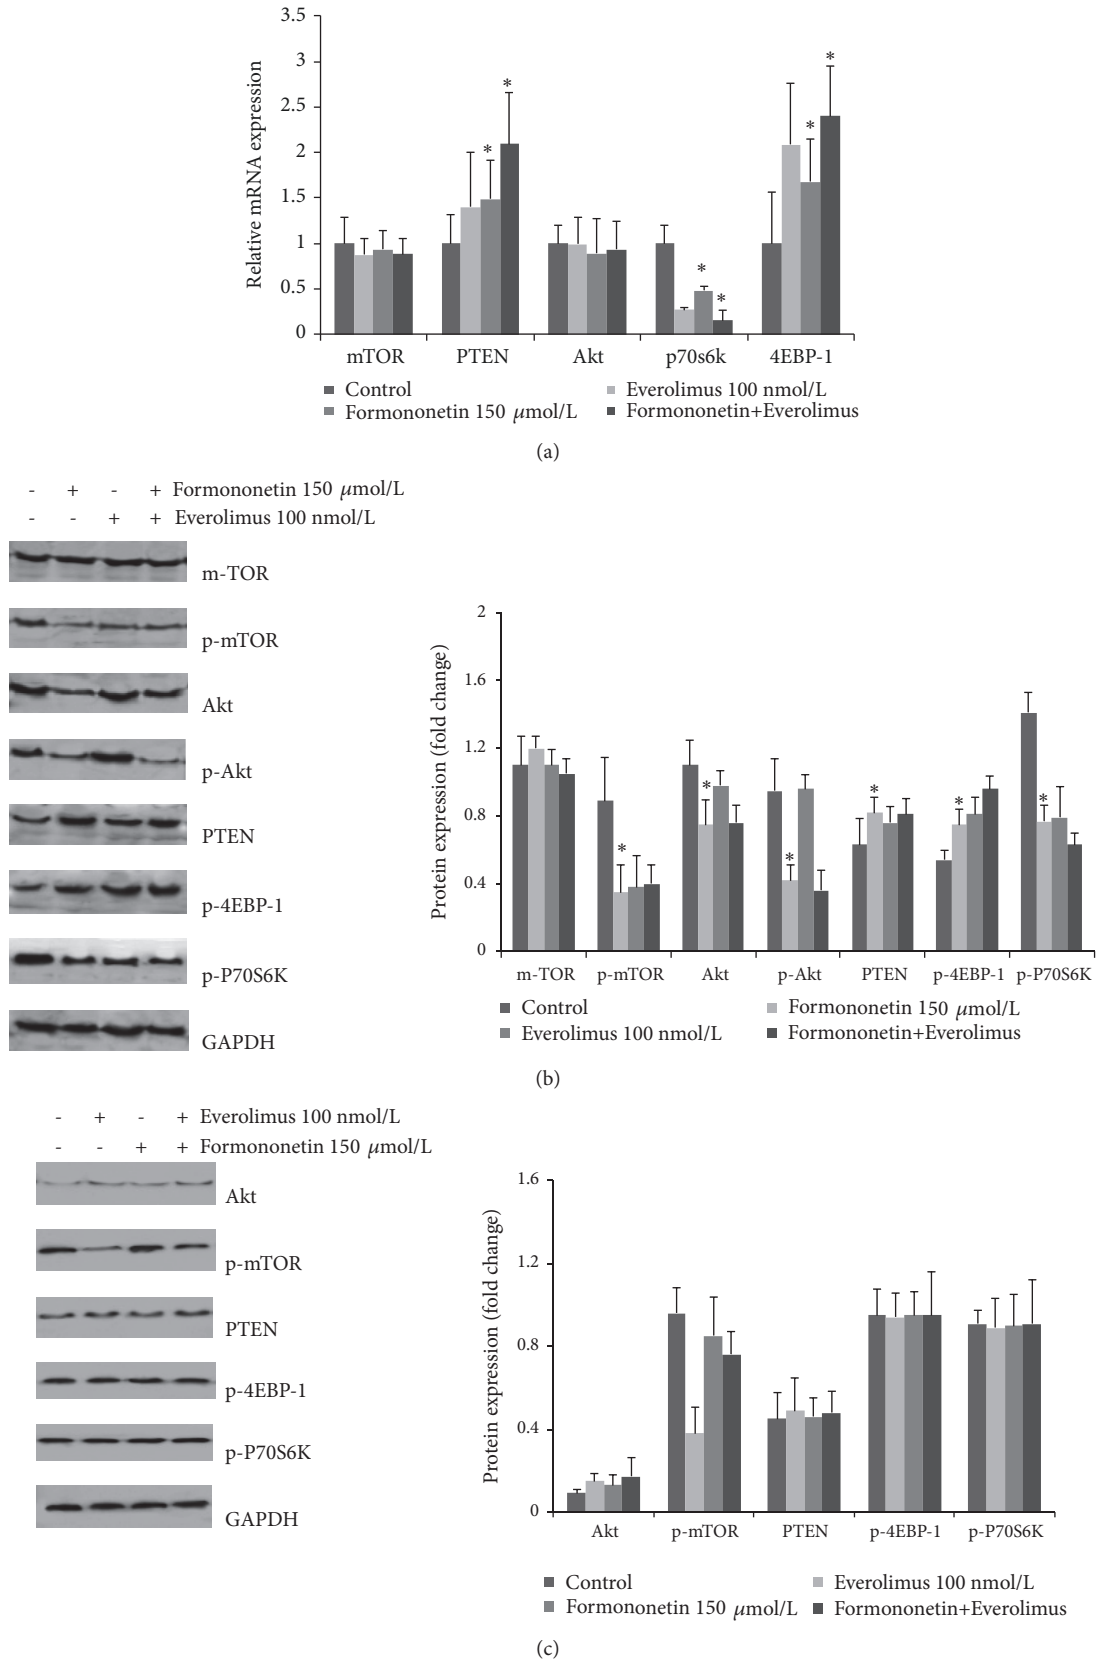 3.5
3
2.5
2
1.5
1
0.5
0
Relative mRNA expression
* * * * * *
mTOR PTEN Akt p70s6k 4EBP-1
Control Everolimus 100 nmol/L
Formononetin 150 μmol/L Formononetin+Everolimus
(a)
- + - + Formononetin 150 μmol/L
- - + + Everolimus 100 nmol/L
m-TOR
p-mTOR
Akt
p-Akt
PTEN
p-4EBP-1
p-P70S6K
GAPDH
2
1.6
1.2
0.8
0.4
0
Protein expression (fold change)
* * * * * *
m-TOR p-mTOR Akt p-Akt PTEN p-4EBP-1 p-P70S6K
Control Formononetin 150 μmol/L
Everolimus 100 nmol/L Formononetin+Everolimus
(b)
- + - + Everolimus 100 nmol/L
- - + + Formononetin 150 μmol/L
Akt
p-mTOR
PTEN
p-4EBP-1
p-P70S6K
GAPDH
1.6
1.2
0.8
0.4
0
Protein expression (fold change)
Akt p-mTOR PTEN p-4EBP-1 p-P70S6K
Control Everolimus 100 nmol/L
Formononetin 150 μmol/L Formononetin+Everolimus
(c)